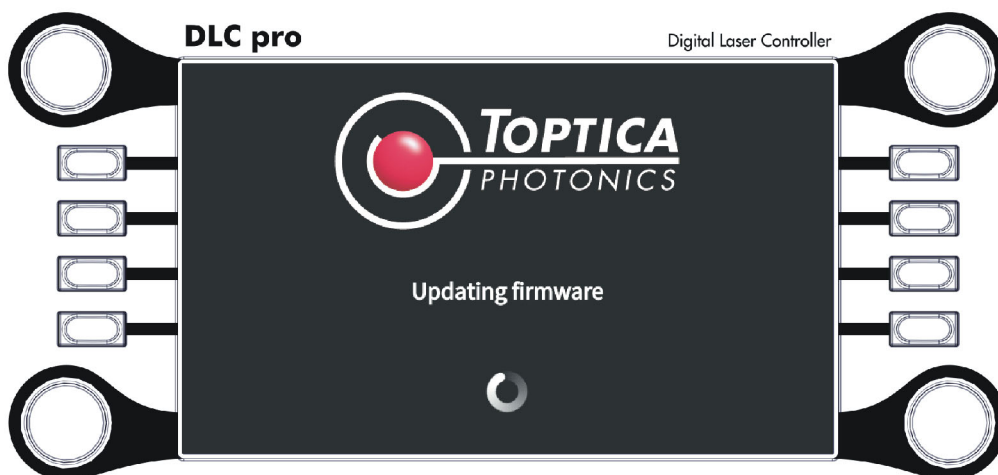 DLC pro
Digital Laser Controller
TOPTICA
PHOTONICS
Updating firmware